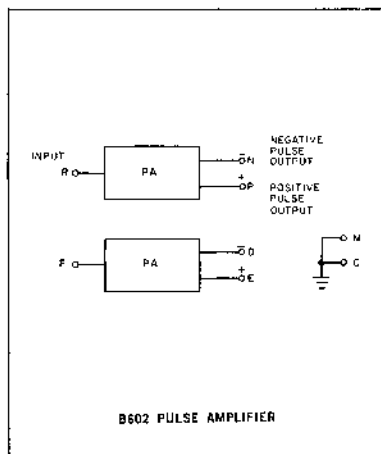 INPUT
R
PA
N
P
NEGATIVE
PULSE
OUTPUT
POSITIVE
PULSE
OUTPUT
F
PA
D
E
M
C
B602 PULSE AMPLIFIER